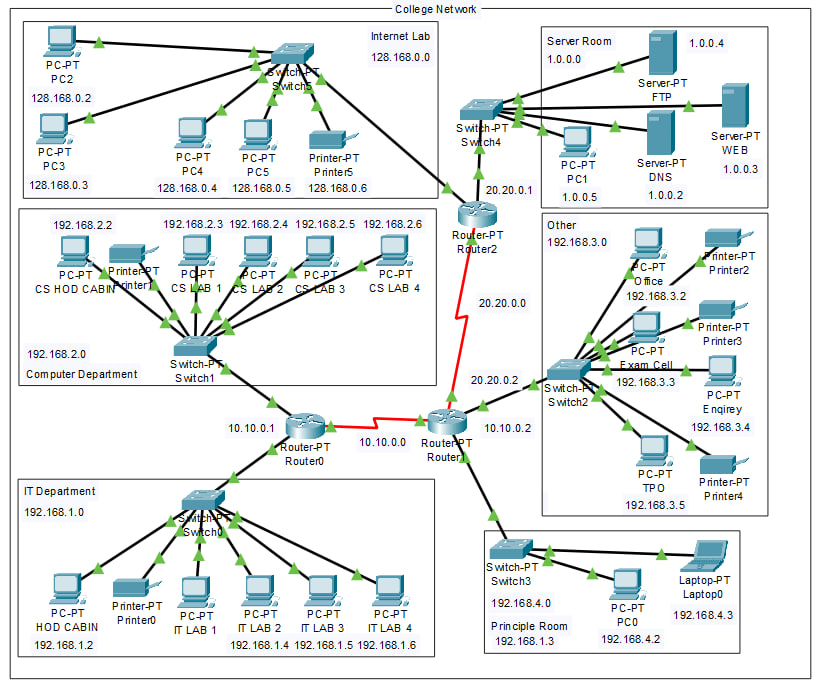 College Network
Internet Lab
128.168.0.0
PC-PT
PC2
128.168.0.2
Switch-PT
Switch5
PC-PT
PC3
128.168.0.3
PC-PT
PC4
128.168.0.4
PC-PT
PC5
128.168.0.5
Printer-PT
Printer5
128.168.0.6
Server Room
1.0.0.0
1.0.0.4
Server-PT
FTP
Switch-PT
Switch4
PC-PT
PC1
1.0.0.5
Server-PT
DNS
1.0.0.2
Server-PT
WEB
1.0.0.3
20.20.0.1
Router-PT
Router2
192.168.2.2
192.168.2.3
192.168.2.4
192.168.2.5
192.168.2.6
PC-PT
CS HOD CABIN
Printer-PT
Printer1
PC-PT
CS LAB 1
PC-PT
CS LAB 2
PC-PT
CS LAB 3
PC-PT
CS LAB 4
192.168.2.0
Computer Department
Switch-PT
Switch1
20.20.0.0
Other
192.168.3.0
PC-PT
Office
192.168.3.2
Printer-PT
Printer2
Printer-PT
Printer3
PC-PT
Exam Cell
192.168.3.3
Switch-PT
Switch2
PC-PT
Enqirey
192.168.3.4
PC-PT
TPO
192.168.3.5
Printer-PT
Printer4
20.20.0.2
10.10.0.2
10.10.0.1
Router-PT
Router0
10.10.0.0
Router-PT
Router1
IT Department
192.168.1.0
Switch-PT
Switch0
PC-PT
HOD CABIN
192.168.1.2
Printer-PT
Printer0
PC-PT
IT LAB 1
192.168.1.3
PC-PT
IT LAB 2
192.168.1.4
PC-PT
IT LAB 3
192.168.1.5
PC-PT
IT LAB 4
192.168.1.6
Switch-PT
Switch3
192.168.4.0
Principle Room
PC-PT
PC0
192.168.4.2
Laptop-PT
Laptop0
192.168.4.3